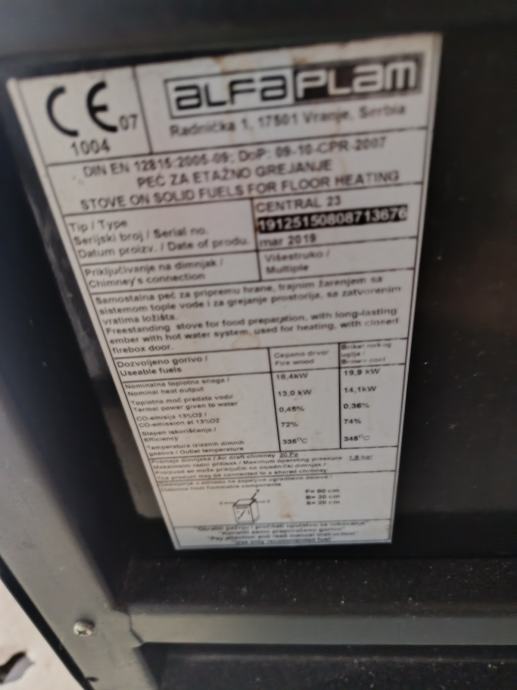 CE 07
1004
ALFAPLAM
Radnička 1, 17501 Vranje, Serbia
DIN EN 12815:2005-09; DoP: 09-10-CPR-2007
PEĆ ZA ETAŽNO GREJANJE
STOVE ON SOLID FUELS FOR FLOOR HEATING
Tip / Type CENTRAL 23
Serijski broj / Serial no. 19125150808713676
Datum proizv. / Date of produ. mar 2019
Priključivanje na dimnjak / Višestruko /
Chimney's connection Multiple
Samostalna peć za pripremu hrane, trajnim žarenjem sa
sistemom tople vode i za grejanje prostorija, sa zatvorenim
vratima ložišta.
Freestanding stove for food preparation, with long-lasting
ember with hot water system, used for heating, with closed
firebox door.
Dozvoljeno gorivo / Cepano drvo/
Useable fuels Fire wood
Nominalna toplotna snaga / 18,4kW 19,9 kW
Nominal heat output
Toplotna moć predata vodi/ 13,0 kW 14,1kW
Termal power given to water
CO-emisija 13%O2 / 0,45% 0,36%
CO-emission at 13%O2
Stepen iskorišćenja / 72% 74%
Efficiency
Temperatura izlaznih dimnih 335°C 345°C
gasova / Outlet temperature